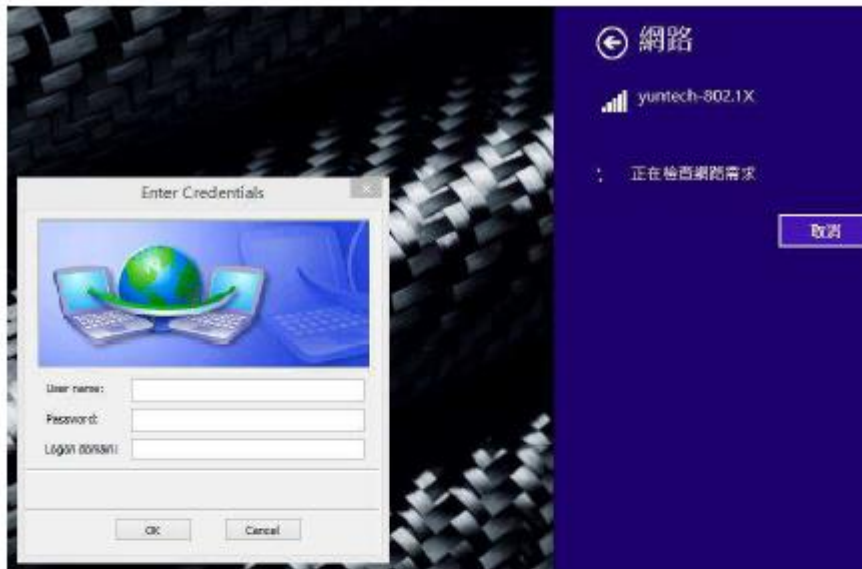 Enter Credentials
User name:
Password:
Logon domain:
OK
Cancel
網路
yuntech-802.1X
正在檢查網路需求
取消